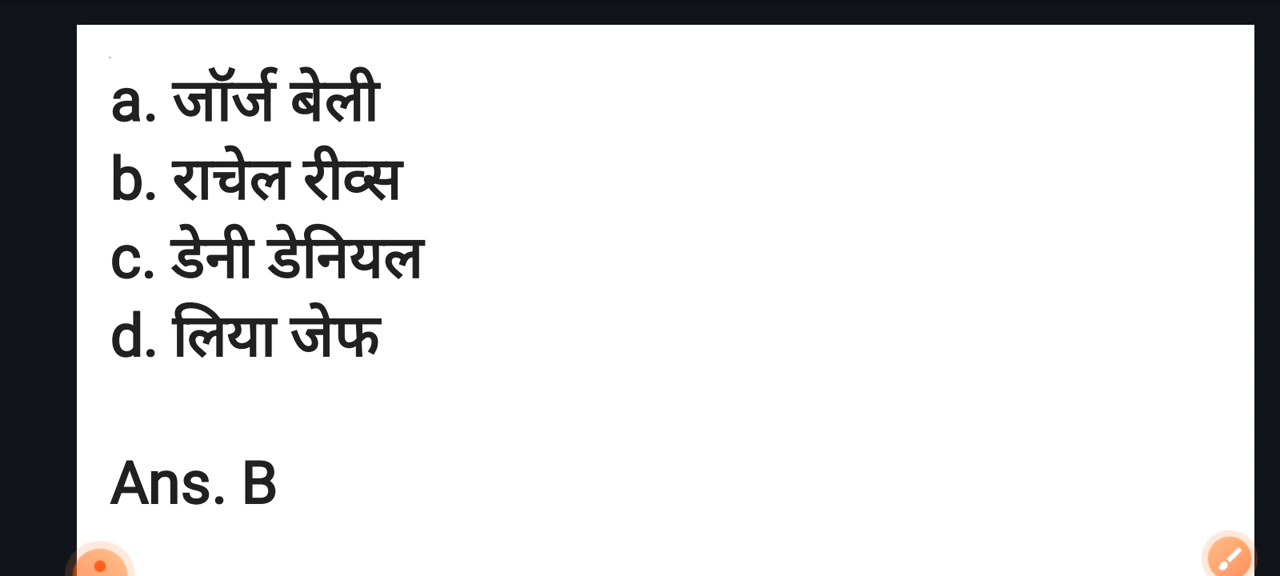 a. जॉर्ज बेली
b. राचेल रीव्स
c. डेनी डेनियल
d. लिया जेफ
Ans. B